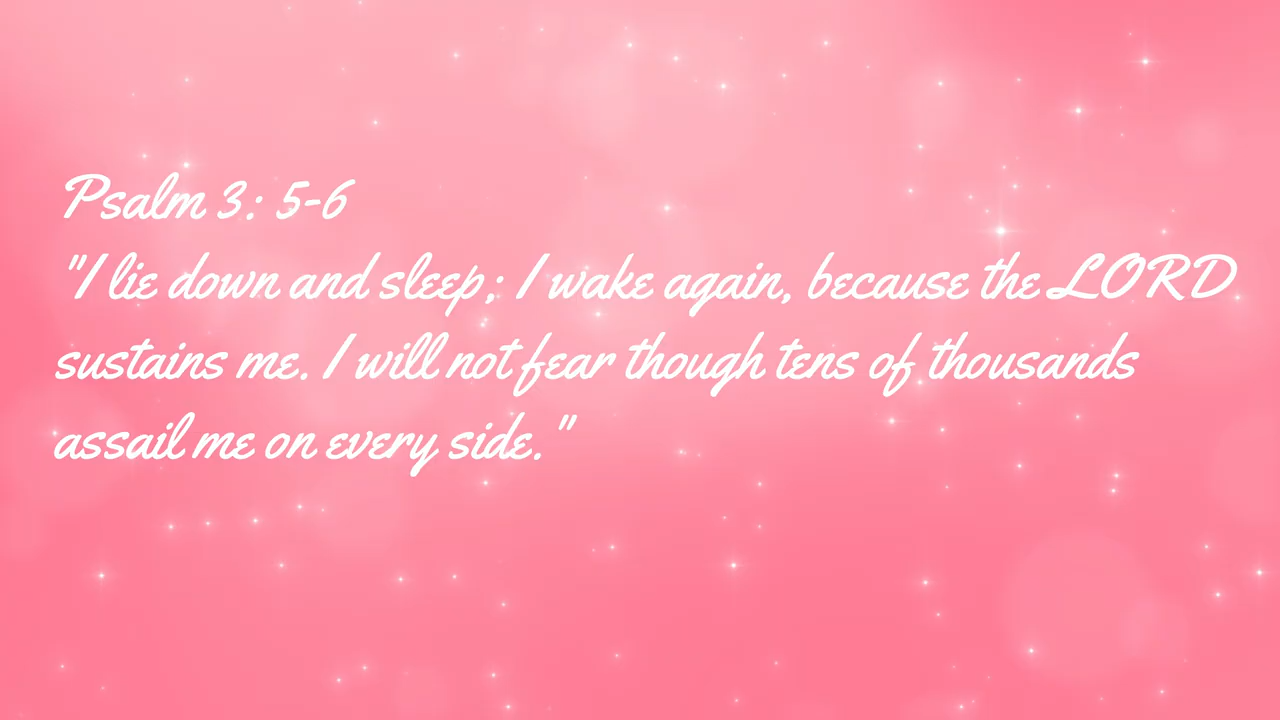 Psalm 3: 5-6
"I lie down and sleep; I wake again, because the LORD
sustains me. I will not fear though tens of thousands
assail me on every side."